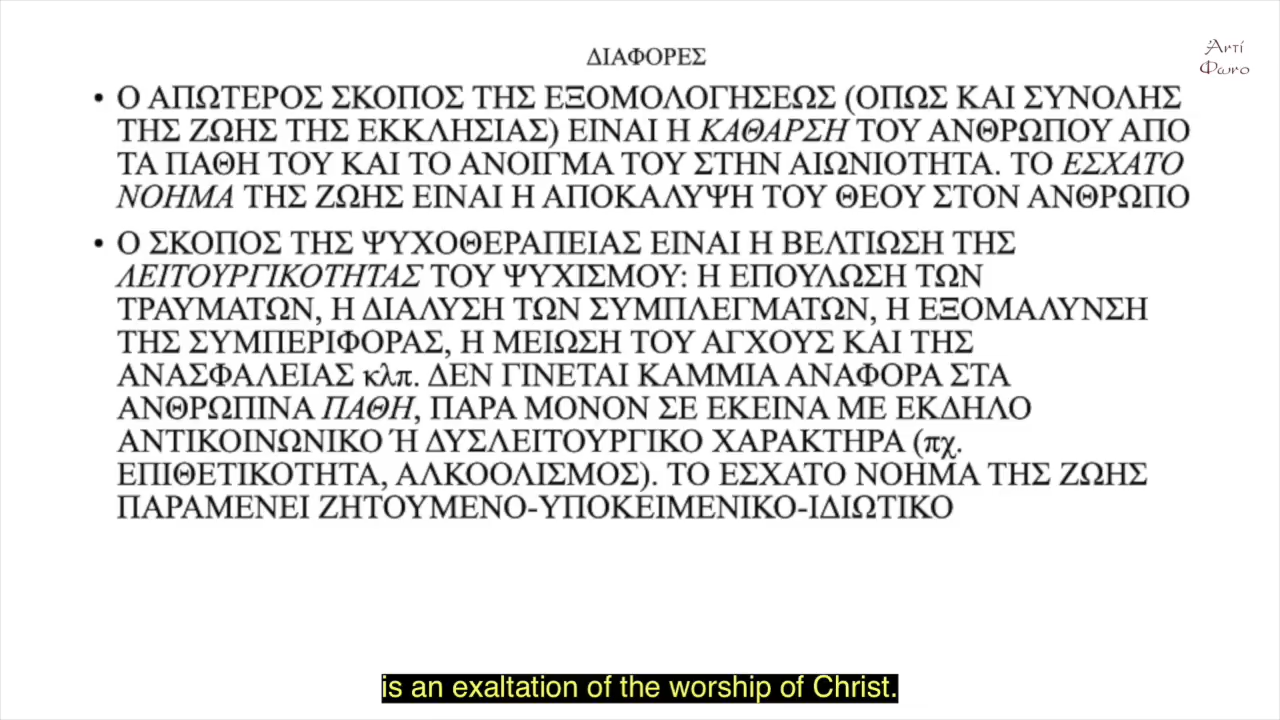 Ἀντί
Φωνο
ΔΙΑΦΟΡΕΣ
• Ο ΑΠΩΤΕΡΟΣ ΣΚΟΠΟΣ ΤΗΣ ΕΞΟΜΟΛΟΓΗΣΕΩΣ (ΟΠΩΣ ΚΑΙ ΣΥΝΟΛΗΣ
ΤΗΣ ΖΩΗΣ ΤΗΣ ΕΚΚΛΗΣΙΑΣ) ΕΙΝΑΙ Η ΚΑΘΑΡΣΗ ΤΟΥ ΑΝΘΡΩΠΟΥ ΑΠΟ
ΤΑ ΠΑΘΗ ΤΟΥ ΚΑΙ ΤΟ ΑΝΟΙΓΜΑ ΤΟΥ ΣΤΗΝ ΑΙΩΝΙΟΤΗΤΑ. ΤΟ ΕΣΧΑΤΟ
ΝΟΗΜΑ ΤΗΣ ΖΩΗΣ ΕΙΝΑΙ Η ΑΠΟΚΑΛΥΨΗ ΤΟΥ ΘΕΟΥ ΣΤΟΝ ΑΝΘΡΩΠΟ
• Ο ΣΚΟΠΟΣ ΤΗΣ ΨΥΧΟΘΕΡΑΠΕΙΑΣ ΕΙΝΑΙ Η ΒΕΛΤΙΩΣΗ ΤΗΣ
ΛΕΙΤΟΥΡΓΙΚΟΤΗΤΑΣ ΤΟΥ ΨΥΧΙΣΜΟΥ: Η ΕΠΟΥΛΩΣΗ ΤΩΝ
ΤΡΑΥΜΑΤΩΝ, Η ΔΙΑΛΥΣΗ ΤΩΝ ΣΥΜΠΛΕΓΜΑΤΩΝ, Η ΕΞΟΜΑΛΥΝΣΗ
ΤΗΣ ΣΥΜΠΕΡΙΦΟΡΑΣ, Η ΜΕΙΩΣΗ ΤΟΥ ΑΓΧΟΥΣ ΚΑΙ ΤΗΣ
ΑΝΑΣΦΑΛΕΙΑΣ κλπ. ΔΕΝ ΓΙΝΕΤΑΙ ΚΑΜΜΙΑ ΑΝΑΦΟΡΑ ΣΤΑ
ΑΝΘΡΩΠΙΝΑ ΠΑΘΗ, ΠΑΡΑ ΜΟΝΟΝ ΣΕ ΕΚΕΙΝΑ ΜΕ ΕΚΔΗΛΟ
ΑΝΤΙΚΟΙΝΩΝΙΚΟ Ή ΔΥΣΛΕΙΤΟΥΡΓΙΚΟ ΧΑΡΑΚΤΗΡΑ (πχ.
ΕΠΙΘΕΤΙΚΟΤΗΤΑ, ΑΛΚΟΟΛΙΣΜΟΣ). ΤΟ ΕΣΧΑΤΟ ΝΟΗΜΑ ΤΗΣ ΖΩΗΣ
ΠΑΡΑΜΕΝΕΙ ΖΗΤΟΥΜΕΝΟ-ΥΠΟΚΕΙΜΕΝΙΚΟ-ΙΔΙΩΤΙΚΟ
is an exaltation of the worship of Christ.